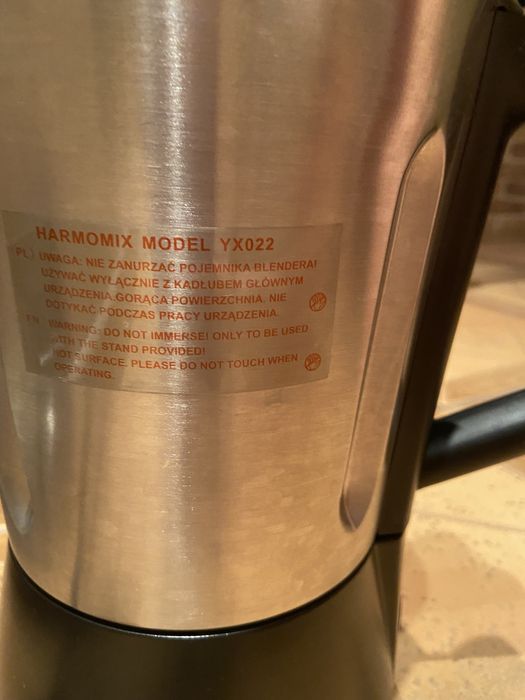 HARMOMIX MODEL YX022
PL) UWAGA: NIE ZANURZAĆ POJEMNIKA BLENDERA!
UŻYWAĆ WYŁĄCZNIE Z KADŁUBEM GŁÓWNYM
URZĄDZENIA.GORĄCA POWIERZCHNIA. NIE
DOTYKAĆ PODCZAS PRACY URZĄDZENIA.
EN WARNING: DO NOT IMMERSE! ONLY TO BE USED
WITH THE STAND PROVIDED!
HOT SURFACE. PLEASE DO NOT TOUCH WHEN
OPERATING.